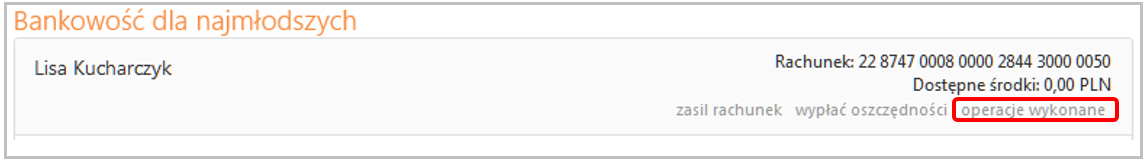 Bankowość dla najmłodszych
Lisa Kucharczyk
Rachunek: 22 8747 0008 0000 2844 3000 0050
Dostępne środki: 0,00 PLN
zasil rachunek wypłać oszczędności operacje wykonane